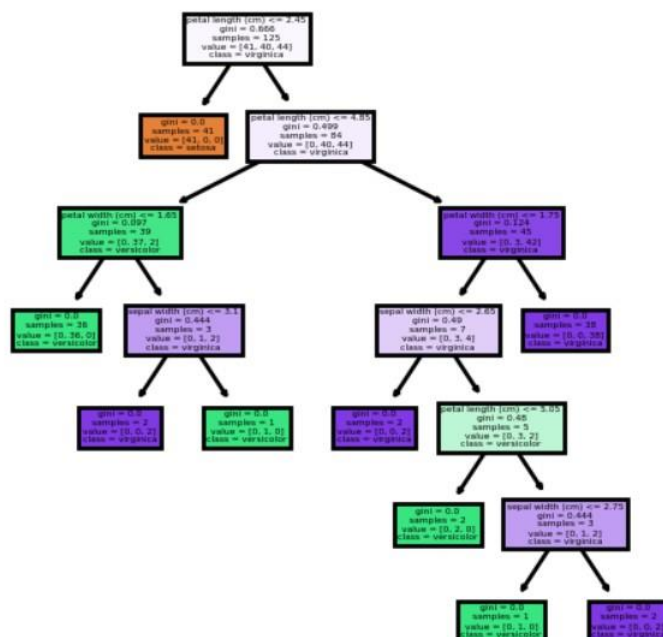 petal length (cm) <= 2.45
gini = 0.666
samples = 125
value = [41, 40, 44]
class = virginica
gini = 0.0
samples = 41
value = [41, 0, 0]
class = setosa
petal length (cm) <= 4.85
gini = 0.499
samples = 84
value = [0, 40, 44]
class = virginica
petal width (cm) <= 1.65
gini = 0.097
samples = 39
value = [0, 37, 2]
class = versicolor
petal width (cm) <= 1.75
gini = 0.124
samples = 45
value = [0, 3, 42]
class = virginica
gini = 0.0
samples = 36
value = [0, 36, 0]
class = versicolor
sepal width (cm) <= 3.1
gini = 0.444
samples = 3
value = [0, 1, 2]
class = virginica
sepal width (cm) <= 2.65
gini = 0.49
samples = 7
value = [0, 3, 4]
class = virginica
gini = 0.0
samples = 38
value = [0, 0, 38]
class = virginica
gini = 0.0
samples = 2
value = [0, 0, 2]
class = virginica
gini = 0.0
samples = 1
value = [0, 1, 0]
class = versicolor
gini = 0.0
samples = 2
value = [0, 0, 2]
class = virginica
petal length (cm) <= 5.05
gini = 0.48
samples = 5
value = [0, 3, 2]
class = versicolor
gini = 0.0
samples = 2
value = [0, 2, 0]
class = versicolor
sepal width (cm) <= 2.75
gini = 0.444
samples = 3
value = [0, 1, 2]
class = virginica
gini = 0.0
samples = 1
value = [0, 1, 0]
class = versicolor
gini = 0.0
samples = 2
value = [0, 0, 2]
class = virginica